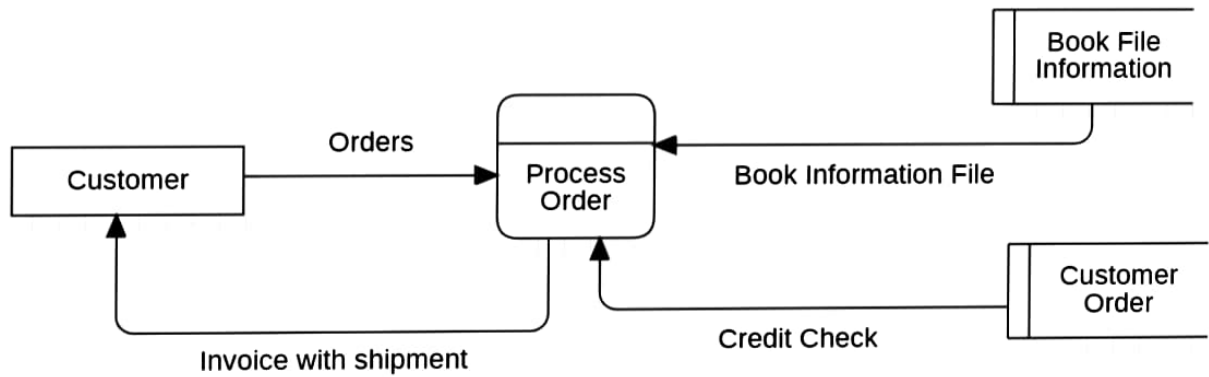 Book File
Information
Orders
Customer
Process
Order
Book Information File
Customer
Order
Credit Check
Invoice with shipment